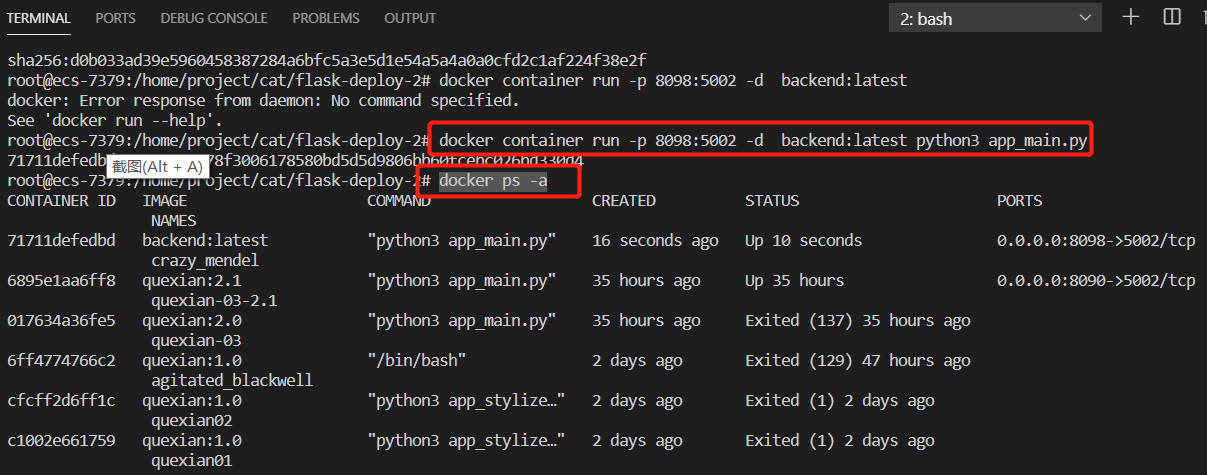 TERMINAL PORTS DEBUG CONSOLE PROBLEMS OUTPUT 2: bash
sha256:d0b033ad39e5960458387284a6bfc5a3e5d1e54a5a4a0a0cfd2c1af224f38e2f
root@ecs-7379:/home/project/cat/flask-deploy-2# docker container run -p 8098:5002 -d  backend:latest
docker: Error response from daemon: No command specified.
See 'docker run --help'.
root@ecs-7379:/home/project/cat/flask-deploy-2# docker container run -p 8098:5002 -d  backend:latest python3 app_main.py
截图(Alt + A)
root@ecs-7379:/home/project/cat/flask-deploy-2# docker ps -a
CONTAINER ID IMAGE COMMAND CREATED STATUS PORTS
NAMES
71711defedbd backend:latest "python3 app_main.py" 16 seconds ago Up 10 seconds 0.0.0.0:8098->5002/tcp
crazy_mendel
6895e1aa6ff8 quexian:2.1 "python3 app_main.py" 35 hours ago Up 35 hours 0.0.0.0:8090->5002/tcp
quexian-03-2.1
017634a36fe5 quexian:2.0 "python3 app_main.py" 35 hours ago Exited (137) 35 hours ago
quexian-03
6ff4774766c2 quexian:1.0 "/bin/bash" 2 days ago Exited (129) 47 hours ago
agitated_blackwell
cfcff2d6ff1c quexian:1.0 "python3 app_stylize…" 2 days ago Exited (1) 2 days ago
quexian02
c1002e661759 quexian:1.0 "python3 app_stylize…" 2 days ago Exited (1) 2 days ago
quexian01